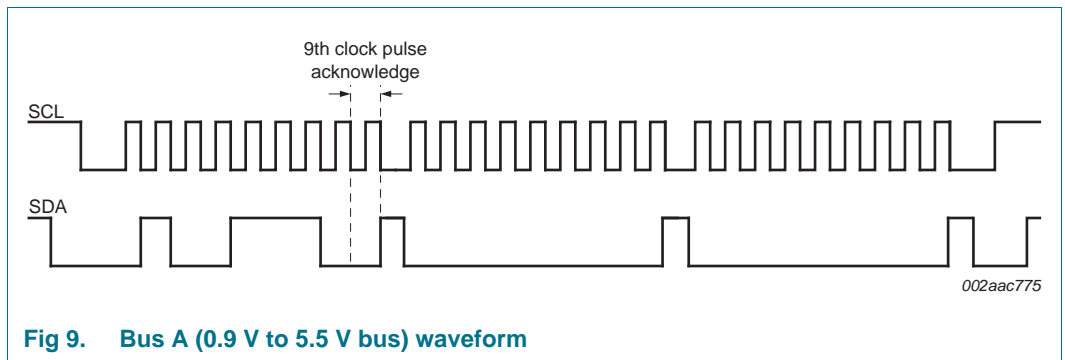 9th clock pulse
acknowledge
SCL
SDA
002aac775
Fig 9. Bus A (0.9 V to 5.5 V bus) waveform